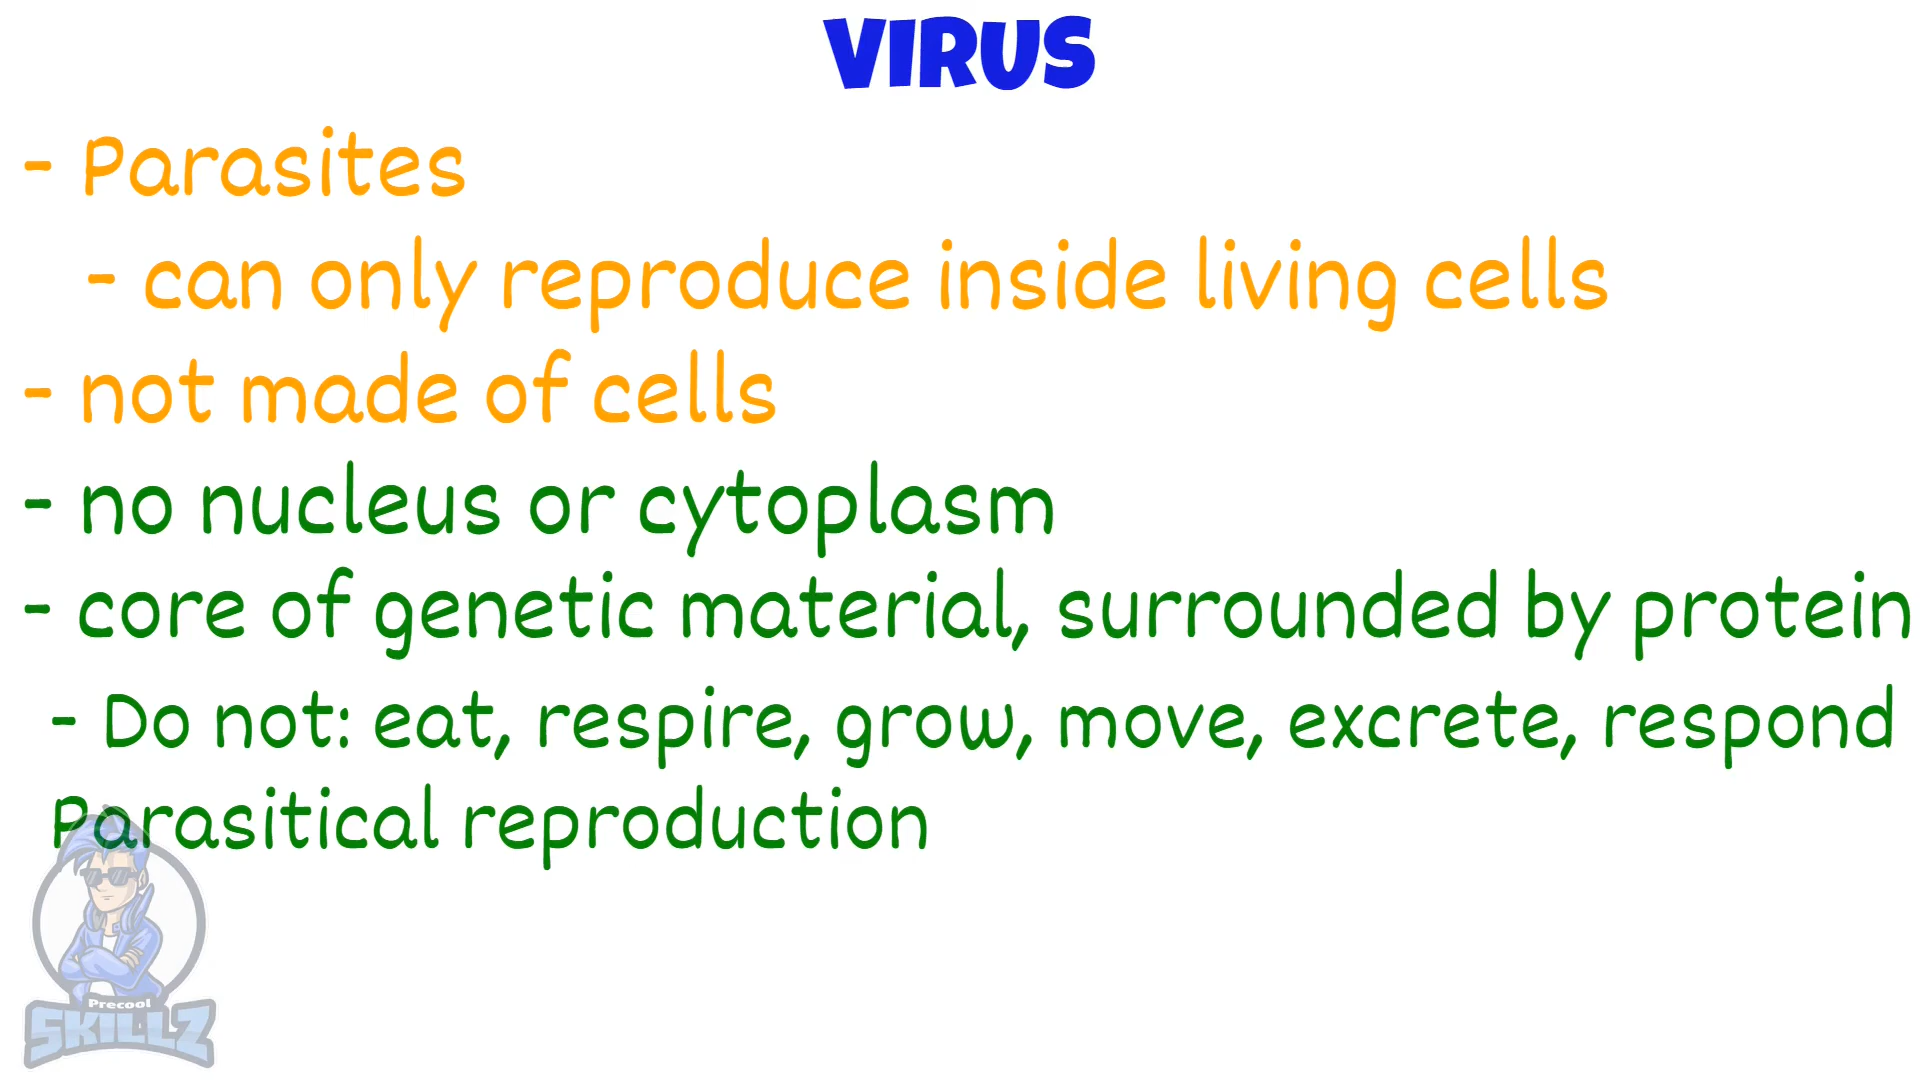 VIRUS
- Parasites
- can only reproduce inside living cells
- not made of cells
- no nucleus or cytoplasm
- core of genetic material, surrounded by protein
- Do not: eat, respire, grow, move, excrete, respond
Parasitical reproduction
Precool
SKILLZ